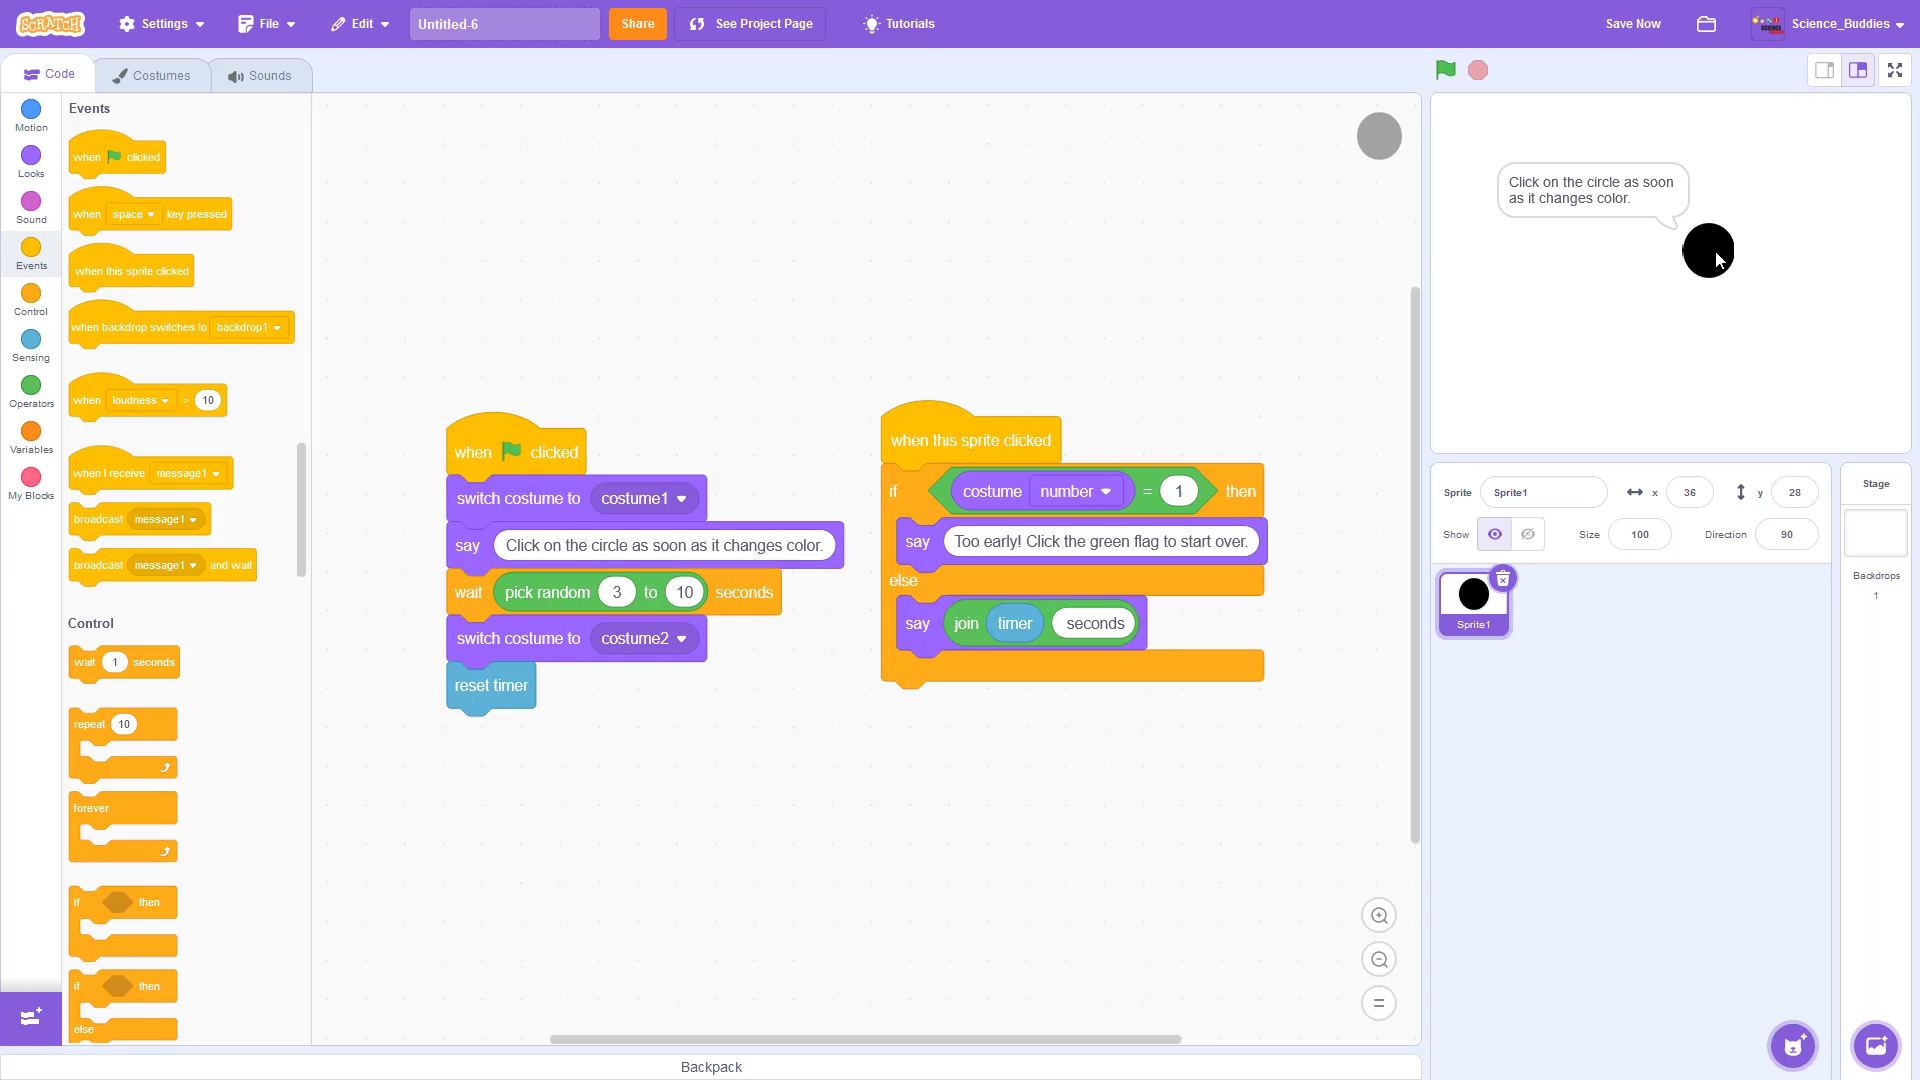 SCRATCH
Settings
File
Edit
Untitled-6
Share
See Project Page
Tutorials
Save Now
Science_Buddies
Code
Costumes
Sounds
Motion
Looks
Sound
Events
Control
Sensing
Operators
Variables
My Blocks
Events
when clicked
when space key pressed
when this sprite clicked
when backdrop switches to backdrop1
when loudness > 10
when I receive message1
broadcast message1
broadcast message1 and wait
Control
wait 1 seconds
repeat 10
forever
if then
if then
else
when clicked
switch costume to costume1
say Click on the circle as soon as it changes color.
wait pick random 3 to 10 seconds
switch costume to costume2
reset timer
when this sprite clicked
if costume number = 1 then
say Too early! Click the green flag to start over.
else
say join timer seconds
Click on the circle as soon
as it changes color.
Sprite Sprite1 x 36 y 28
Show Size 100 Direction 90
Sprite1
Stage
Backdrops
1
Backpack